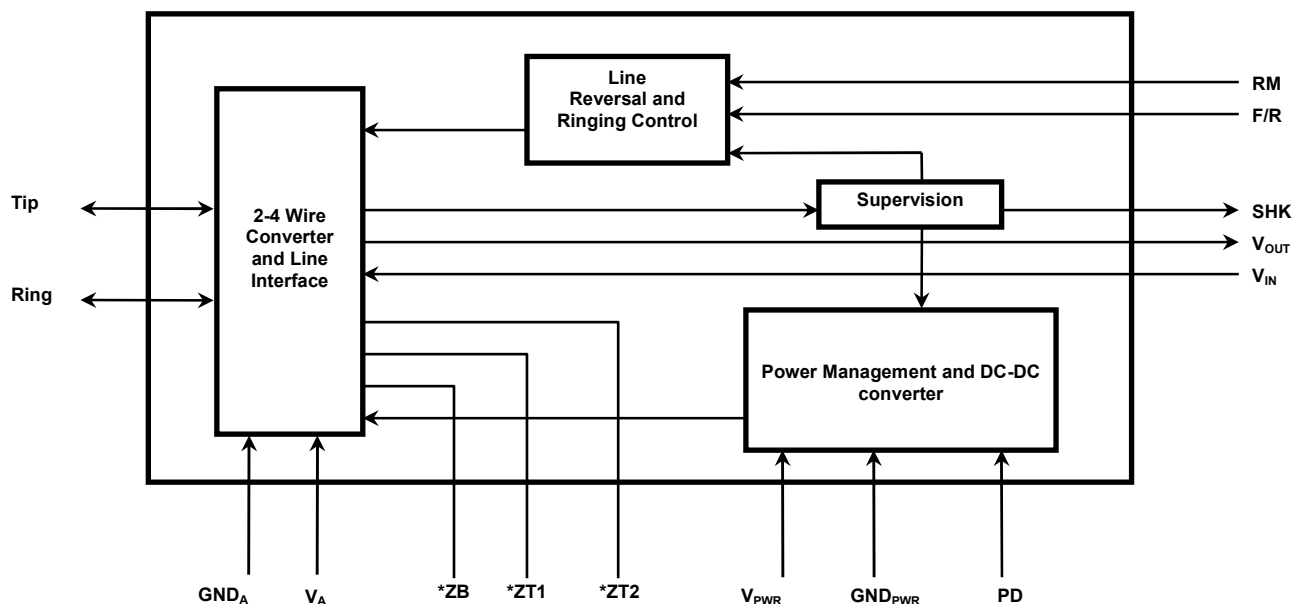 Line
Reversal and
Ringing Control
RM
F/R
Tip
Ring
2-4 Wire
Converter
and Line
Interface
Supervision
SHK
VOUT
VIN
Power Management and DC-DC
converter
GNDA
VA
*ZB
*ZT1
*ZT2
VPWR
GNDPWR
PD